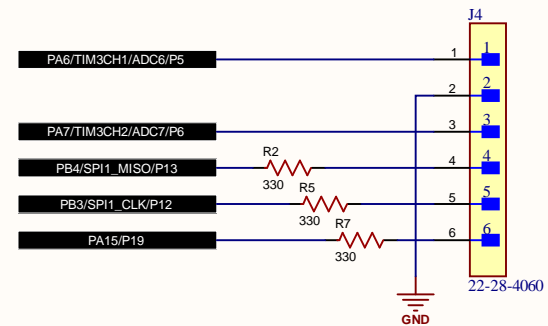 J4
PA6/TIM3CH1/ADC6/P5 1 1
2 2
PA7/TIM3CH2/ADC7/P6 3 3
R2
PB4/SPI1_MISO/P13 4 4
330
R5
PB3/SPI1_CLK/P12 5 5
330
R7
PA15/P19 6 6
330
22-28-4060
GND